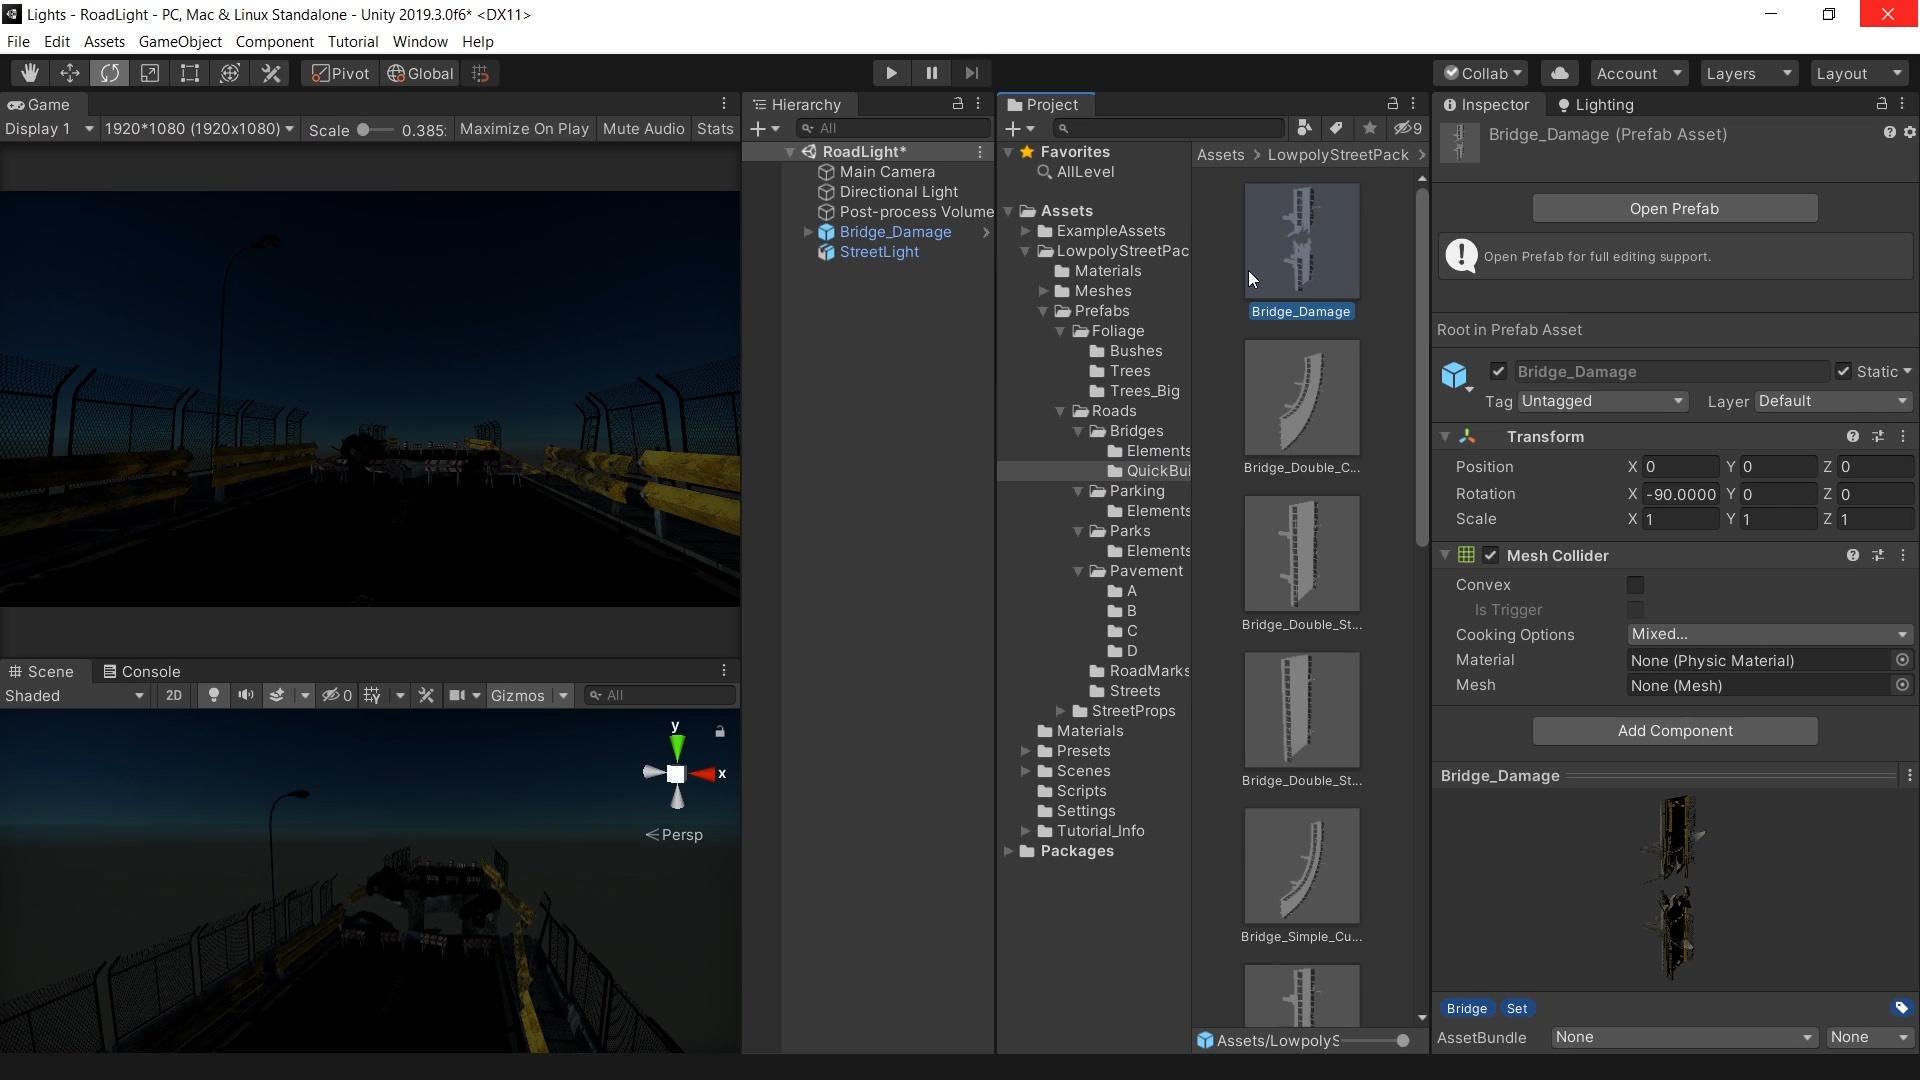 Lights - RoadLight - PC, Mac & Linux Standalone - Unity 2019.3.0f6* <DX11>
File Edit Assets GameObject Component Tutorial Window Help
Pivot Global Collab Account Layers Layout
Game
Display 1 1920*1080 (1920x1080) Scale 0.385: Maximize On Play Mute Audio Stats
Scene Console
Shaded 2D 0 Gizmos All
y
x
Persp
Hierarchy
All
RoadLight*
Main Camera
Directional Light
Post-process Volume
Bridge_Damage
StreetLight
Project
9
Favorites
AllLevel
Assets
ExampleAssets
LowpolyStreetPac
Materials
Meshes
Prefabs
Foliage
Bushes
Trees
Trees_Big
Roads
Bridges
Elements
QuickBui
Parking
Elements
Parks
Elements
Pavement
A
B
C
D
RoadMarks
Streets
StreetProps
Materials
Presets
Scenes
Scripts
Settings
Tutorial_Info
Packages
Assets > LowpolyStreetPack >
Bridge_Damage
Bridge_Double_C...
Bridge_Double_St...
Bridge_Double_St...
Bridge_Simple_Cu...
Assets/LowpolyS
Inspector Lighting
Bridge_Damage (Prefab Asset)
Open Prefab
Open Prefab for full editing support.
Root in Prefab Asset
Bridge_Damage Static
Tag Untagged Layer Default
Transform
Position X 0 Y 0 Z 0
Rotation X -90.0000 Y 0 Z 0
Scale X 1 Y 1 Z 1
Mesh Collider
Convex
Is Trigger
Cooking Options Mixed...
Material None (Physic Material)
Mesh None (Mesh)
Add Component
Bridge_Damage
Bridge Set
AssetBundle None None